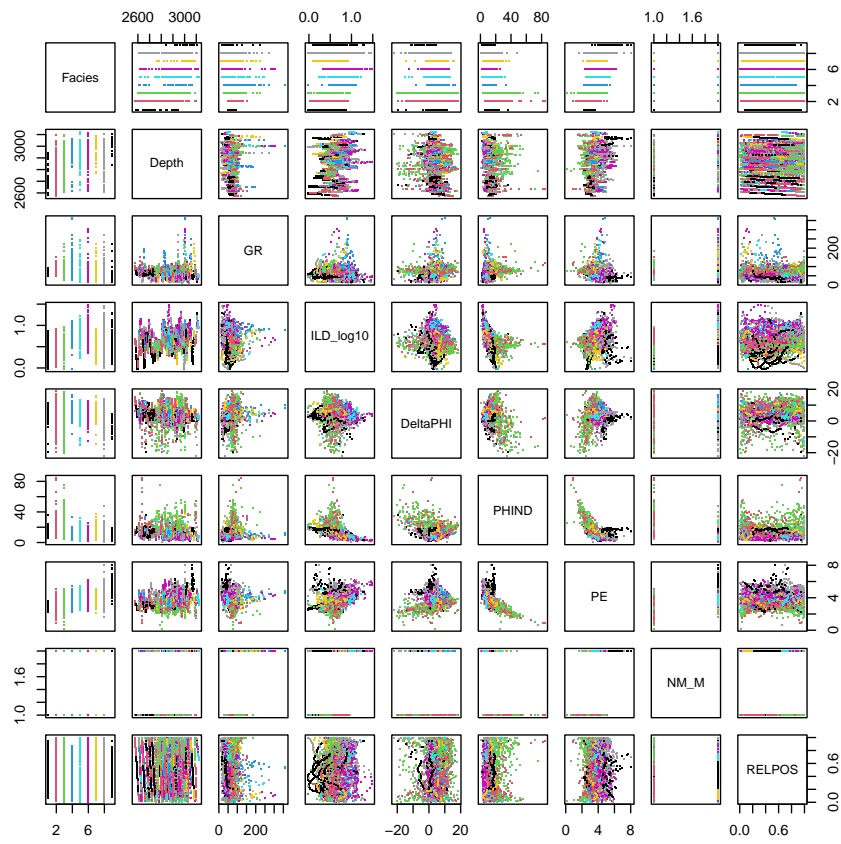 2600 3000 0.0 1.0 0 40 80 1.0 1.6
Facies 2 6
2600 3000 Depth
GR 0 200
0.0 1.0 ILD_log10
DeltaPHI −20 0 20
0 40 80 PHIND
PE 0 4 8
1.0 1.6 NM_M
RELPOS 0.0 0.6
2 6 0 200 −20 0 20 0 4 8 0.0 0.6